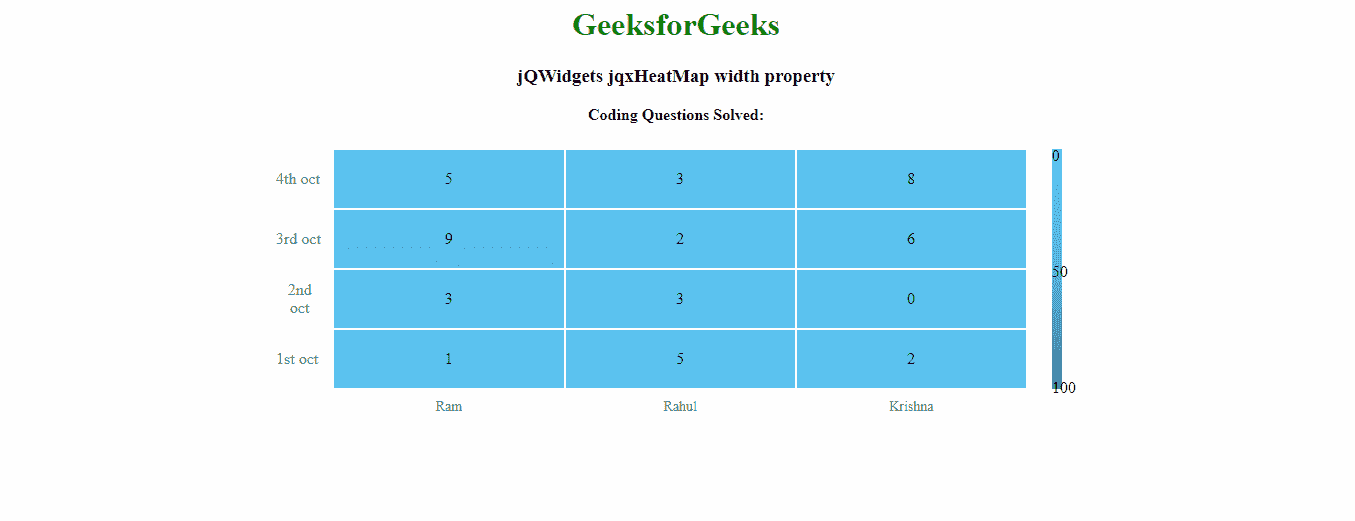 GeeksforGeeks
jQWidgets jqxHeatMap width property
Coding Questions Solved:
4th oct 5 3 8
3rd oct 9 2 6
2nd
oct 3 3 0
1st oct 1 5 2
Ram Rahul Krishna
0
50
100